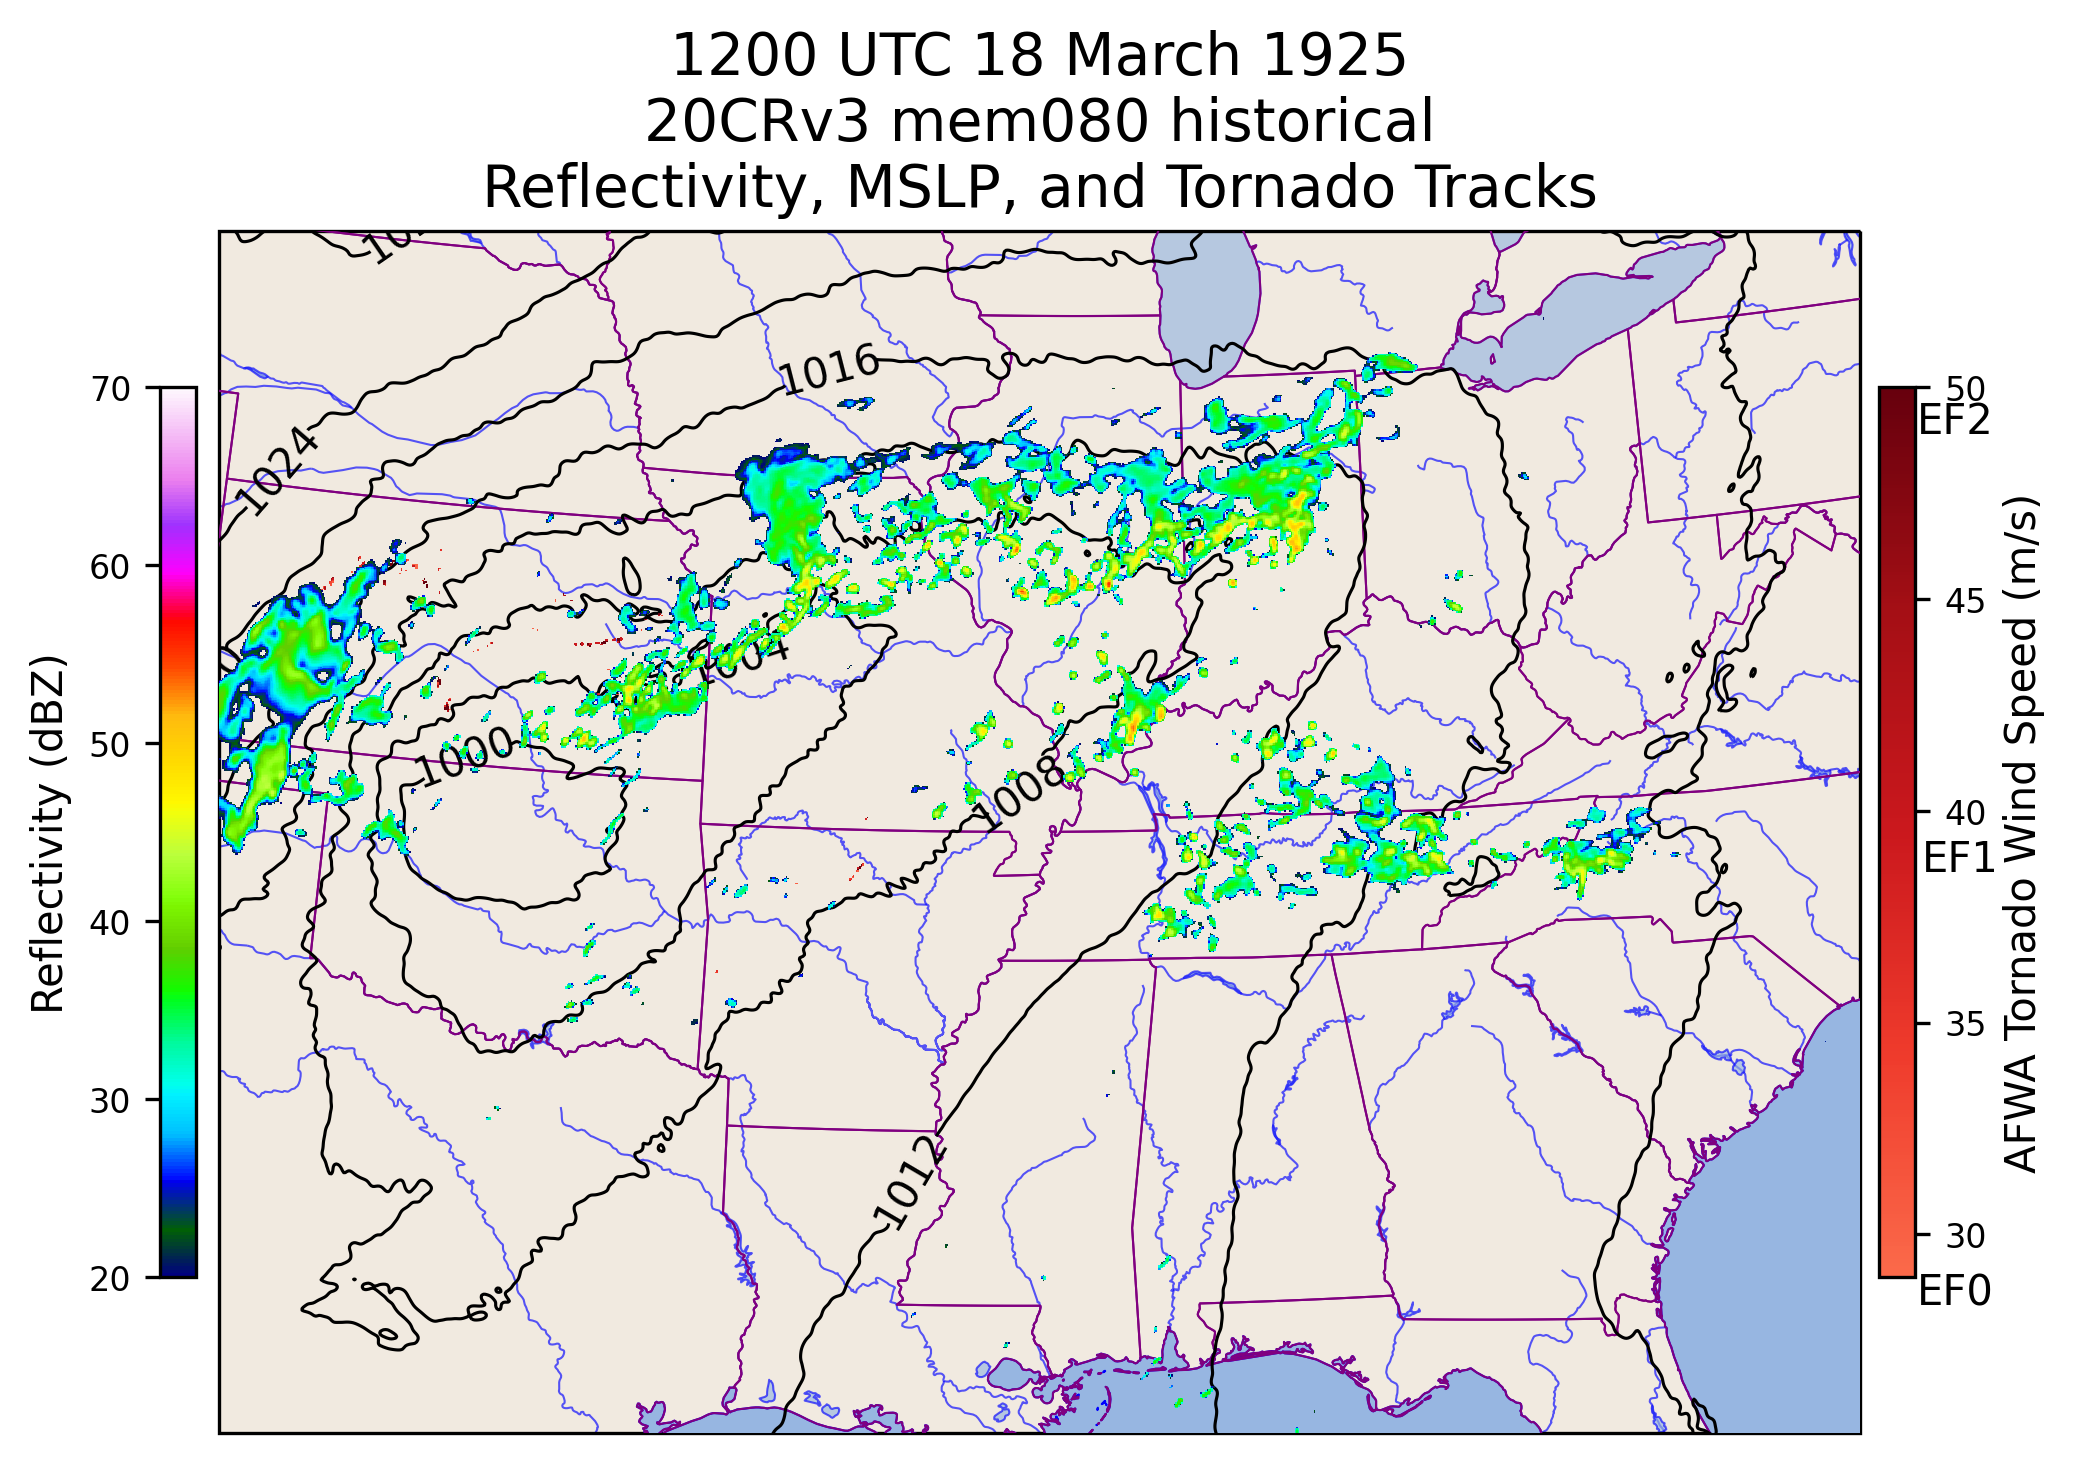 1200 UTC 18 March 1925
20CRv3 mem080 historical
Reflectivity, MSLP, and Tornado Tracks
1016
1024
1004
1000
1008
1012
70
60
50
40
30
20
Reflectivity (dBZ)
50
EF2
45
40
EF1
35
30
EF0
AFWA Tornado Wind Speed (m/s)